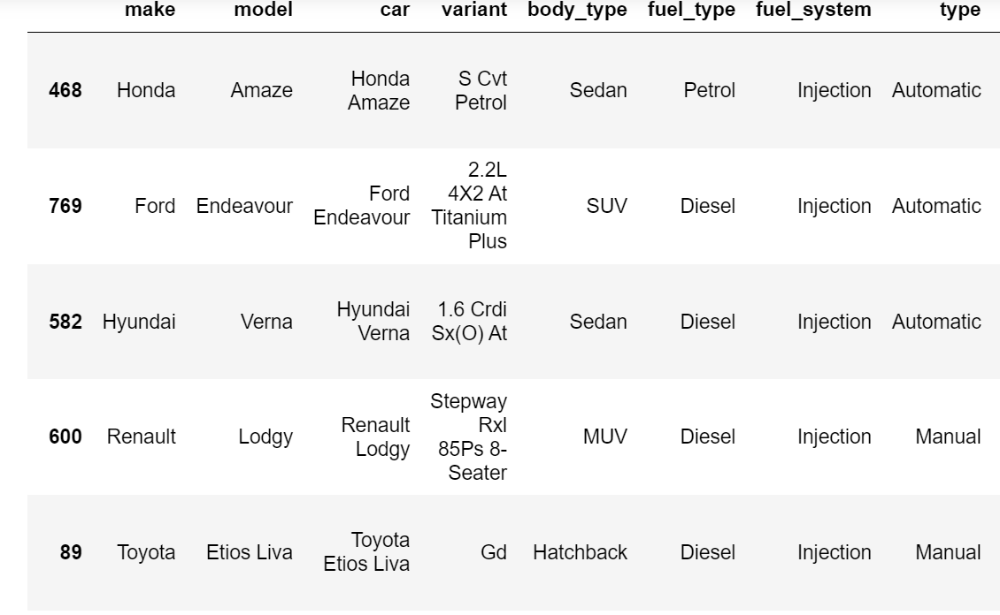 make model car variant body_type fuel_type fuel_system type
468 Honda Amaze Honda Amaze S Cvt Petrol Sedan Petrol Injection Automatic
769 Ford Endeavour Ford Endeavour 2.2L 4X2 At Titanium Plus SUV Diesel Injection Automatic
582 Hyundai Verna Hyundai Verna 1.6 Crdi Sx(O) At Sedan Diesel Injection Automatic
600 Renault Lodgy Renault Lodgy Stepway Rxl 85Ps 8-Seater MUV Diesel Injection Manual
89 Toyota Etios Liva Toyota Etios Liva Gd Hatchback Diesel Injection Manual